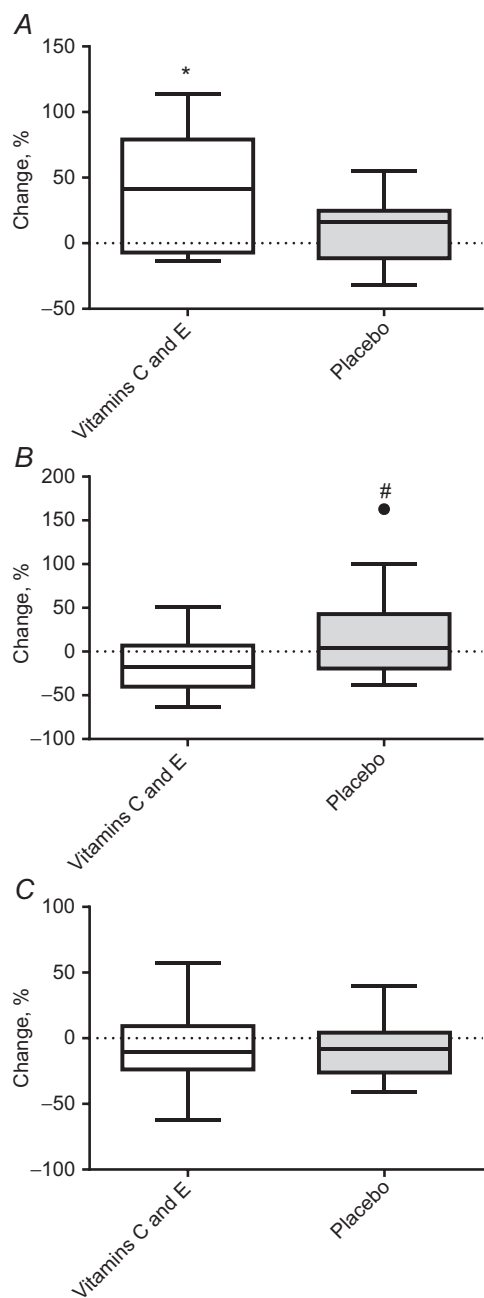 A
150
100
50
0
–50
Change, %
*
Vitamins C and E
Placebo
B
200
150
100
50
0
–50
–100
Change, %
#
Vitamins C and E
Placebo
C
100
50
0
–50
–100
Change, %
Vitamins C and E
Placebo